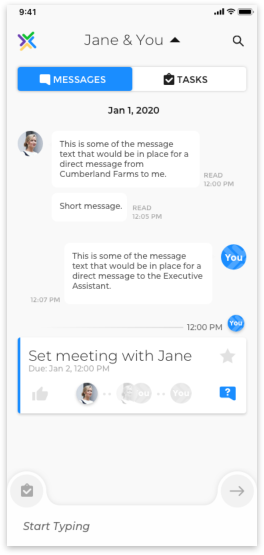 9:41
Jane & You
MESSAGES
TASKS
Jan 1, 2020
This is some of the message
text that would be in place for a
direct message from
Cumberland Farms to me.
READ
12:00 PM
Short message.
READ
12:05 PM
This is some of the message
text that would be in place for a
direct message to the Executive
Assistant.
You
12:07 PM
12:00 PM
You
Set meeting with Jane
Due: Jan 2, 12:00 PM
You
You
?
Start Typing